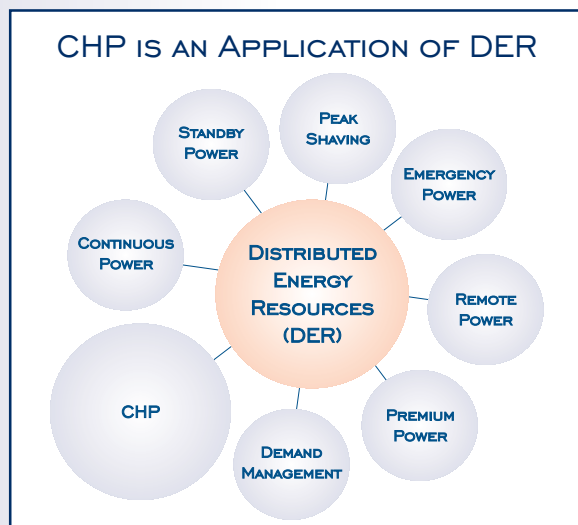 CHP IS AN APPLICATION OF DER
PEAK
SHAVING
STANDBY
POWER
EMERGENCY
POWER
CONTINUOUS
POWER
DISTRIBUTED
ENERGY
RESOURCES
(DER)
REMOTE
POWER
CHP
PREMIUM
POWER
DEMAND
MANAGEMENT